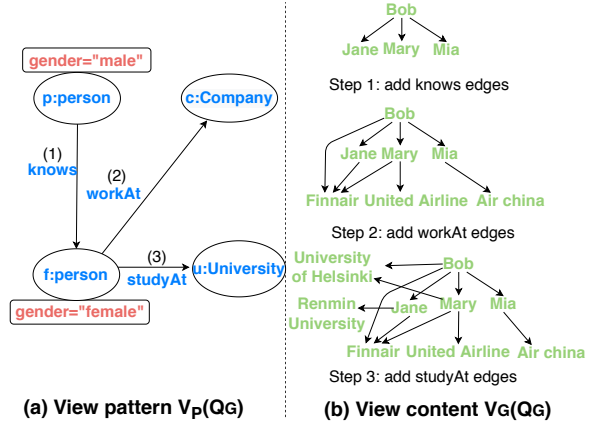 gender="male"
p:person
c:Company
(1)
knows
(2)
workAt
f:person
(3)
studyAt
u:University
gender="female"
(a) View pattern VP(QG)
Bob
Jane Mary Mia
Step 1: add knows edges
Bob
Jane Mary Mia
Finnair United Airline Air china
Step 2: add workAt edges
University
of Helsinki
Bob
Renmin
University
Jane Mary Mia
Finnair United Airline Air china
Step 3: add studyAt edges
(b) View content VG(QG)